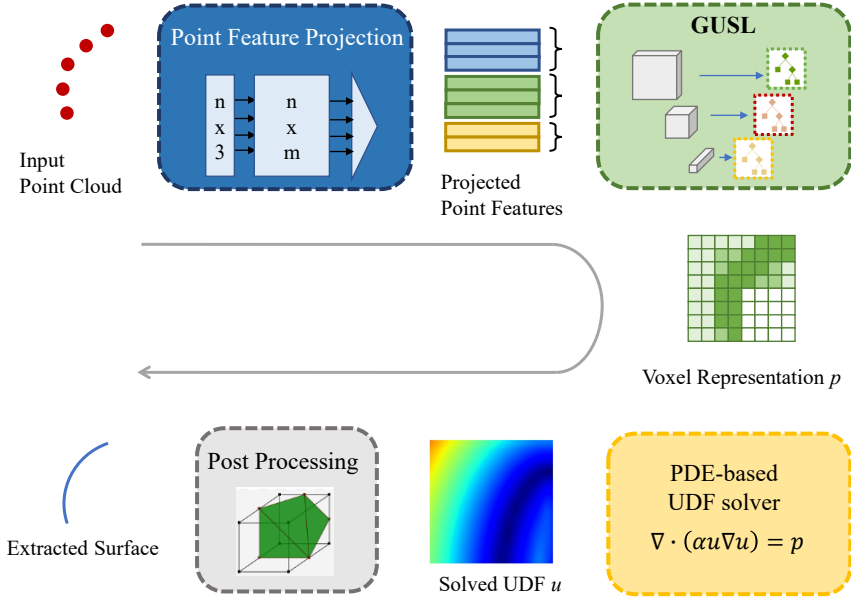 Point Feature Projection
n
x
3
n
x
m
GUSL
Input
Point Cloud
Projected
Point Features
Voxel Representation p
Post Processing
PDE-based
UDF solver
∇ · (αu∇u) = p
Extracted Surface
Solved UDF u